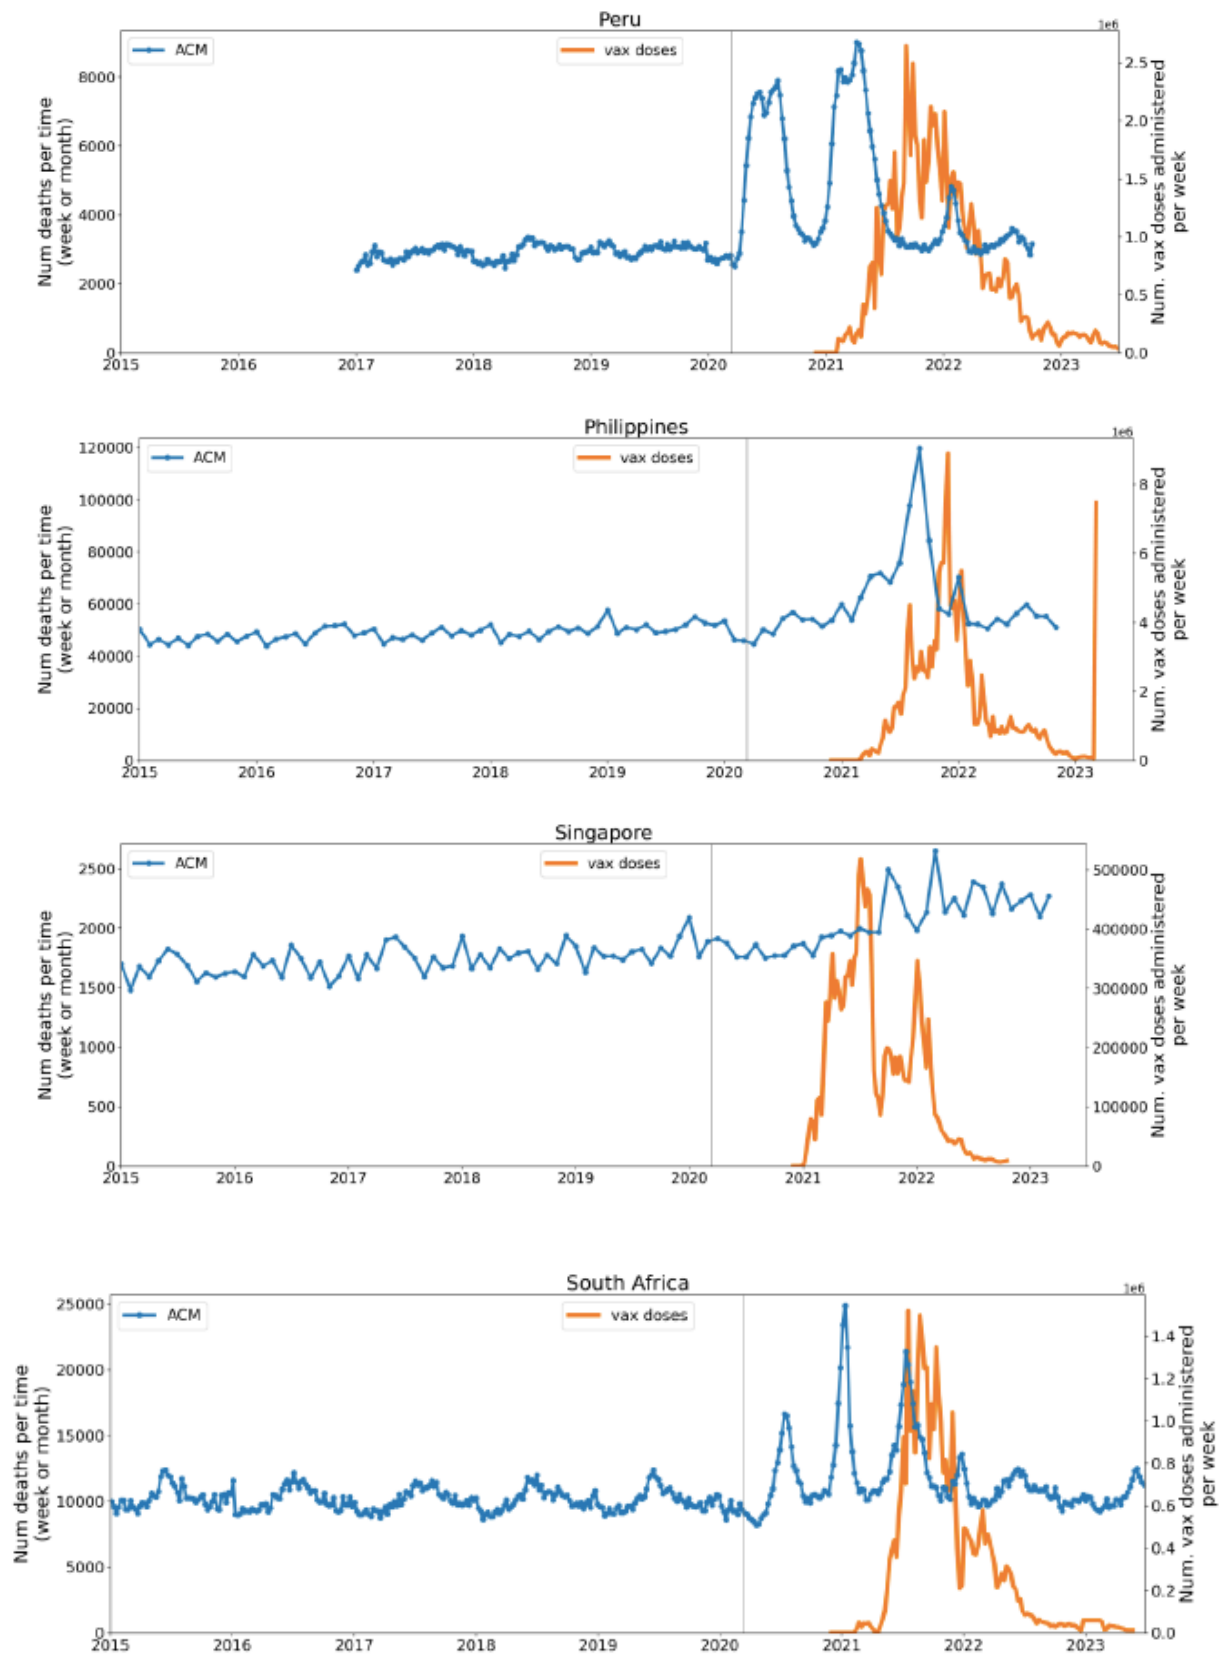 Peru
1e6
ACM
vax doses
Num deaths per time
(week or month)
8000
6000
4000
2000
0
2.5
2.0
1.5
1.0
0.5
0.0
Num. vax doses administered
per week
2015 2016 2017 2018 2019 2020 2021 2022 2023
Philippines
1e6
ACM
vax doses
Num deaths per time
(week or month)
120000
100000
80000
60000
40000
20000
0
8
6
4
2
0
Num. vax doses administered
per week
2015 2016 2017 2018 2019 2020 2021 2022 2023
Singapore
ACM
vax doses
Num deaths per time
(week or month)
2500
2000
1500
1000
500
0
500000
400000
300000
200000
100000
0
Num. vax doses administered
per week
2015 2016 2017 2018 2019 2020 2021 2022 2023
South Africa
1e6
ACM
vax doses
Num deaths per time
(week or month)
25000
20000
15000
10000
5000
0
1.4
1.2
1.0
0.8
0.6
0.4
0.2
0.0
Num. vax doses administered
per week
2015 2016 2017 2018 2019 2020 2021 2022 2023